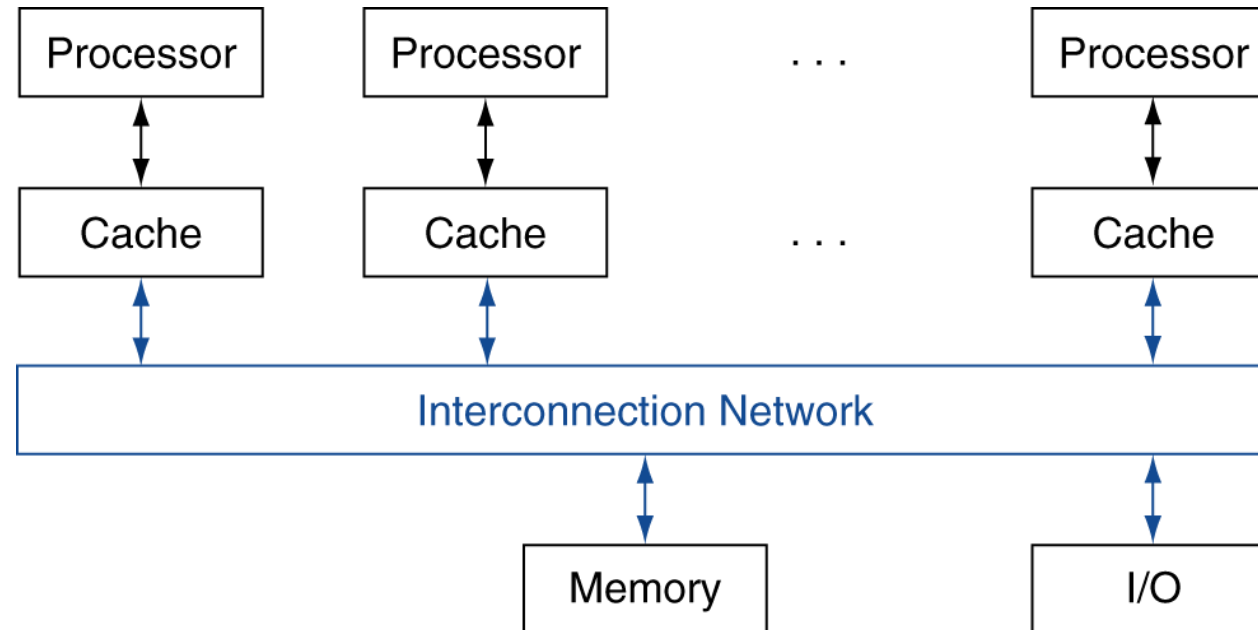 Processor Processor . . . Processor
Cache Cache . . . Cache
Interconnection Network
Memory I/O